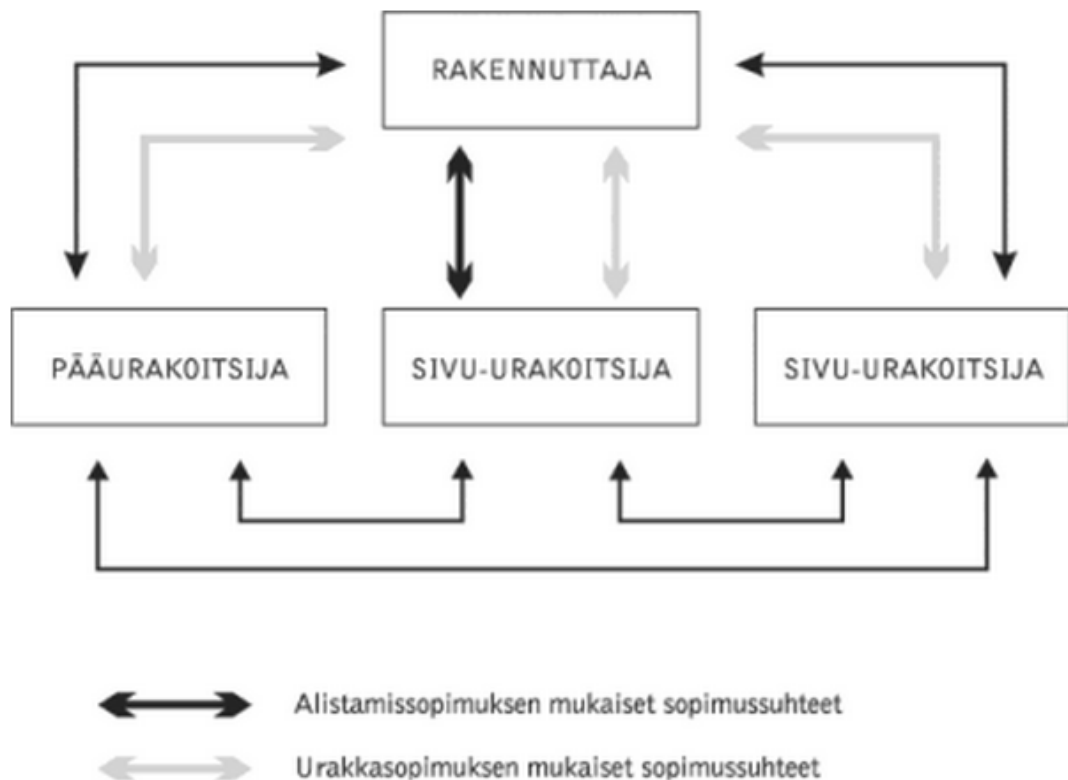 RAKENNUTTAJA
PÄÄURAKOITSIJA
SIVU-URAKOITSIJA
SIVU-URAKOITSIJA
Alistamissopimuksen mukaiset sopimussuhteet
Urakkasopimuksen mukaiset sopimussuhteet